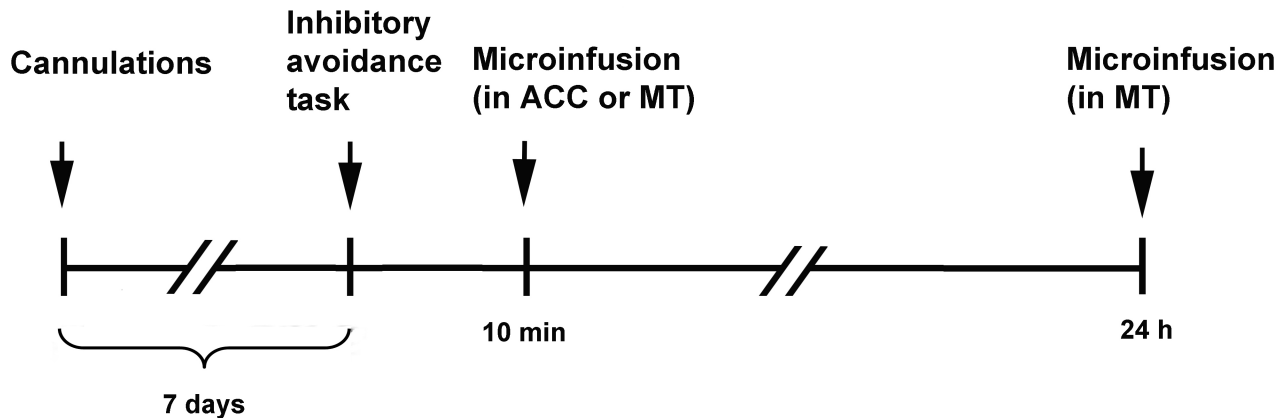 Cannulations
Inhibitory
avoidance
task
Microinfusion
(in ACC or MT)
Microinfusion
(in MT)
10 min
24 h
7 days